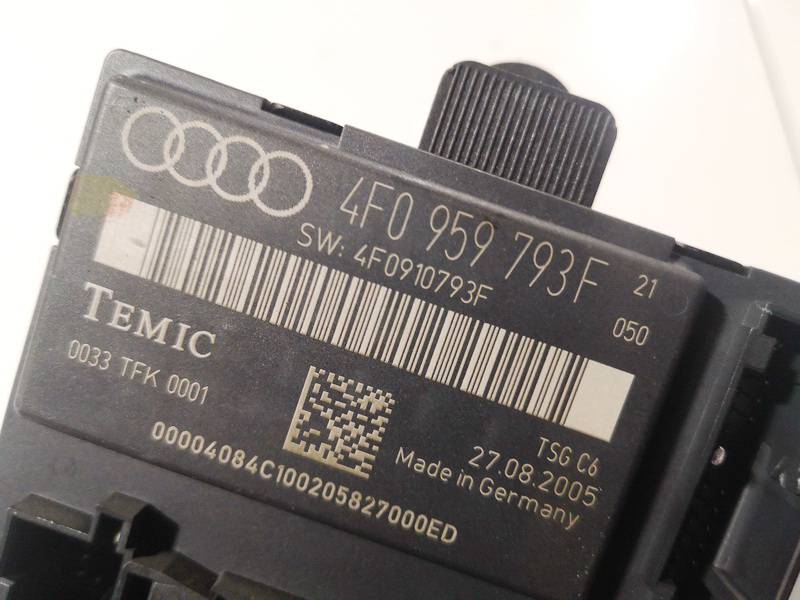 4F0 959 793F 21
SW: 4F0910793F 050
TEMIC
0033 TFK 0001
TSG C6
27.08.2005
Made in Germany
00004084C100205827000ED